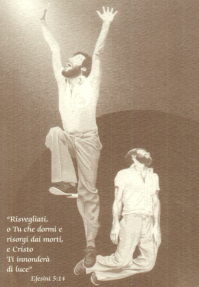 "Risvegliati,
o Tu che dormi e
risorgi dai morti,
e Cristo
Ti innonderà
di luce"
Efesini 5:14